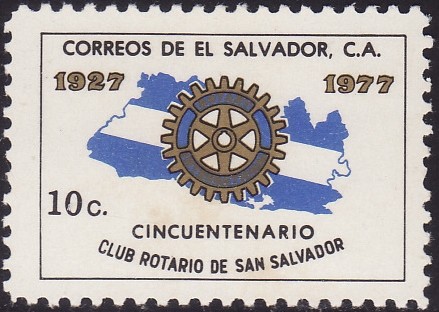 CORREOS DE EL SALVADOR, C.A.
1927 1977
10c.
CINCUENTENARIO
CLUB ROTARIO DE SAN SALVADOR